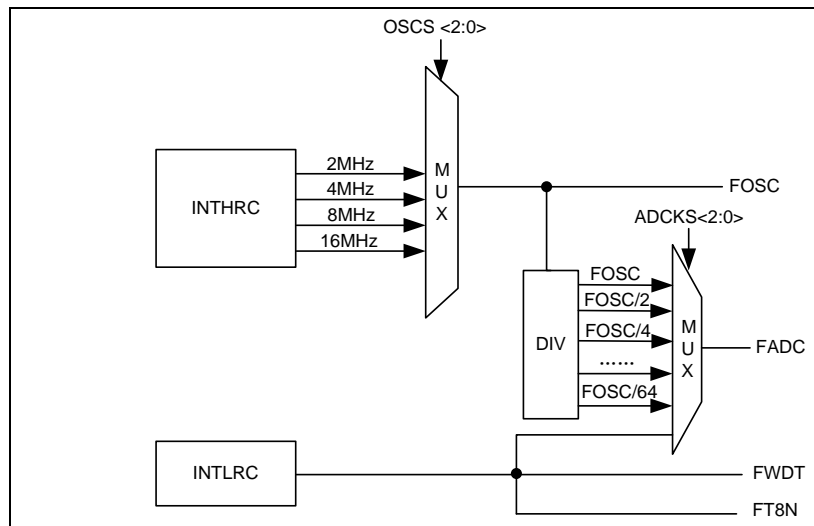 OSCS <2:0>
INTHRC
2MHz
4MHz
8MHz
16MHz
M
U
X
FOSC
ADCKS<2:0>
DIV
FOSC
FOSC/2
FOSC/4
......
FOSC/64
M
U
X
FADC
INTLRC
FWDT
FT8N